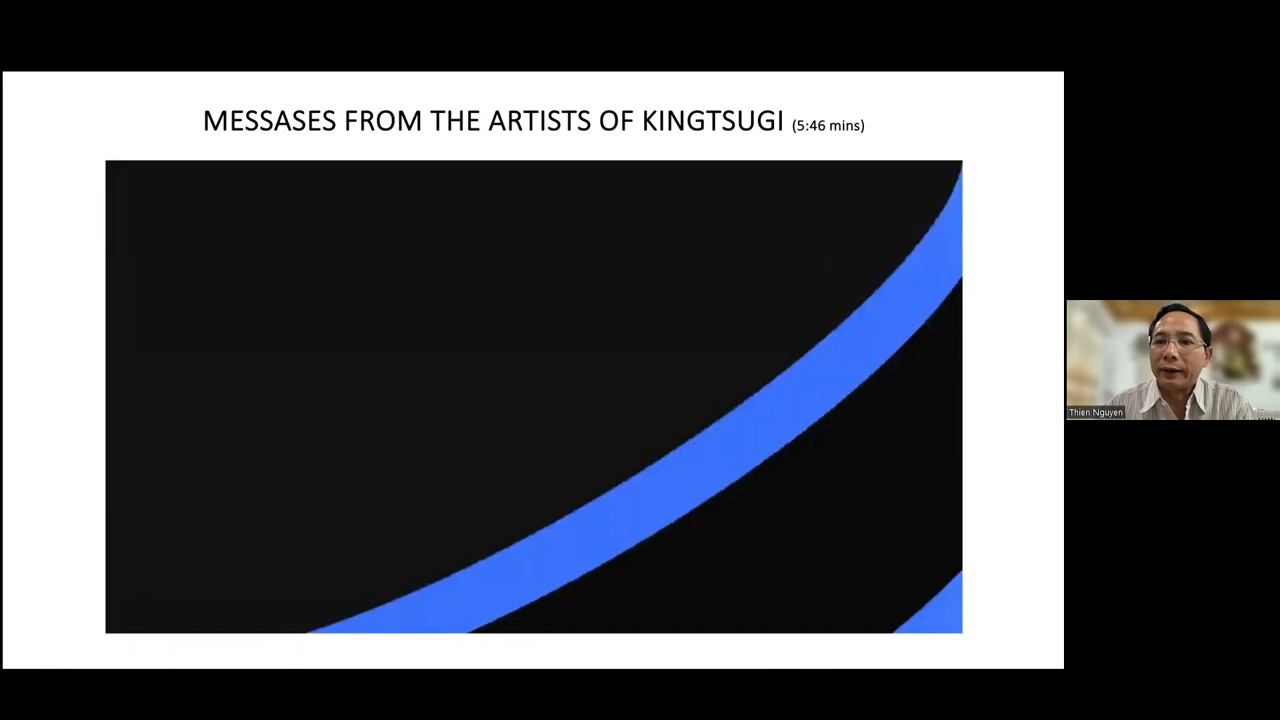 MESSASES FROM THE ARTISTS OF KINGTSUGI (5:46 mins)
Thien Nguyen